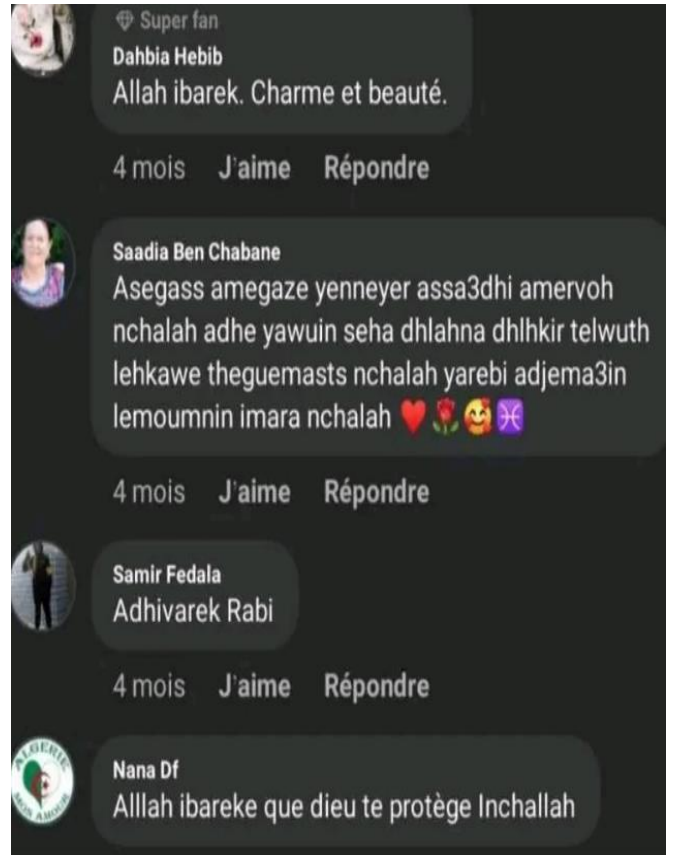 Super fan
Dahbia Hebib
Allah ibarek. Charme et beauté.
4 mois J'aime Répondre
Saadia Ben Chabane
Asegass amegaze yenneyer assa3dhi amervoh
nchalah adhe yawuin seha dhlahna dhlhkir telwuth
lehkawe theguemasts nchalah yarebi adjema3in
lemoumnin imara nchalah ❤️🌹🥰♓
4 mois J'aime Répondre
Samir Fedala
Adhivarek Rabi
4 mois J'aime Répondre
ALGERIE
MON AMOUR
Nana Df
Alllah ibareke que dieu te protège Inchallah